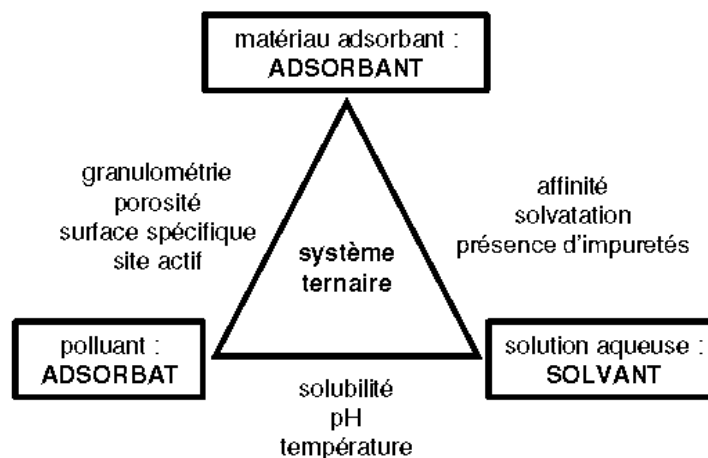 matériau adsorbant :
ADSORBANT
granulométrie
porosité
surface spécifique
site actif
affinité
solvatation
présence d'impuretés
système
ternaire
polluant :
ADSORBAT
solution aqueuse :
SOLVANT
solubilité
pH
température